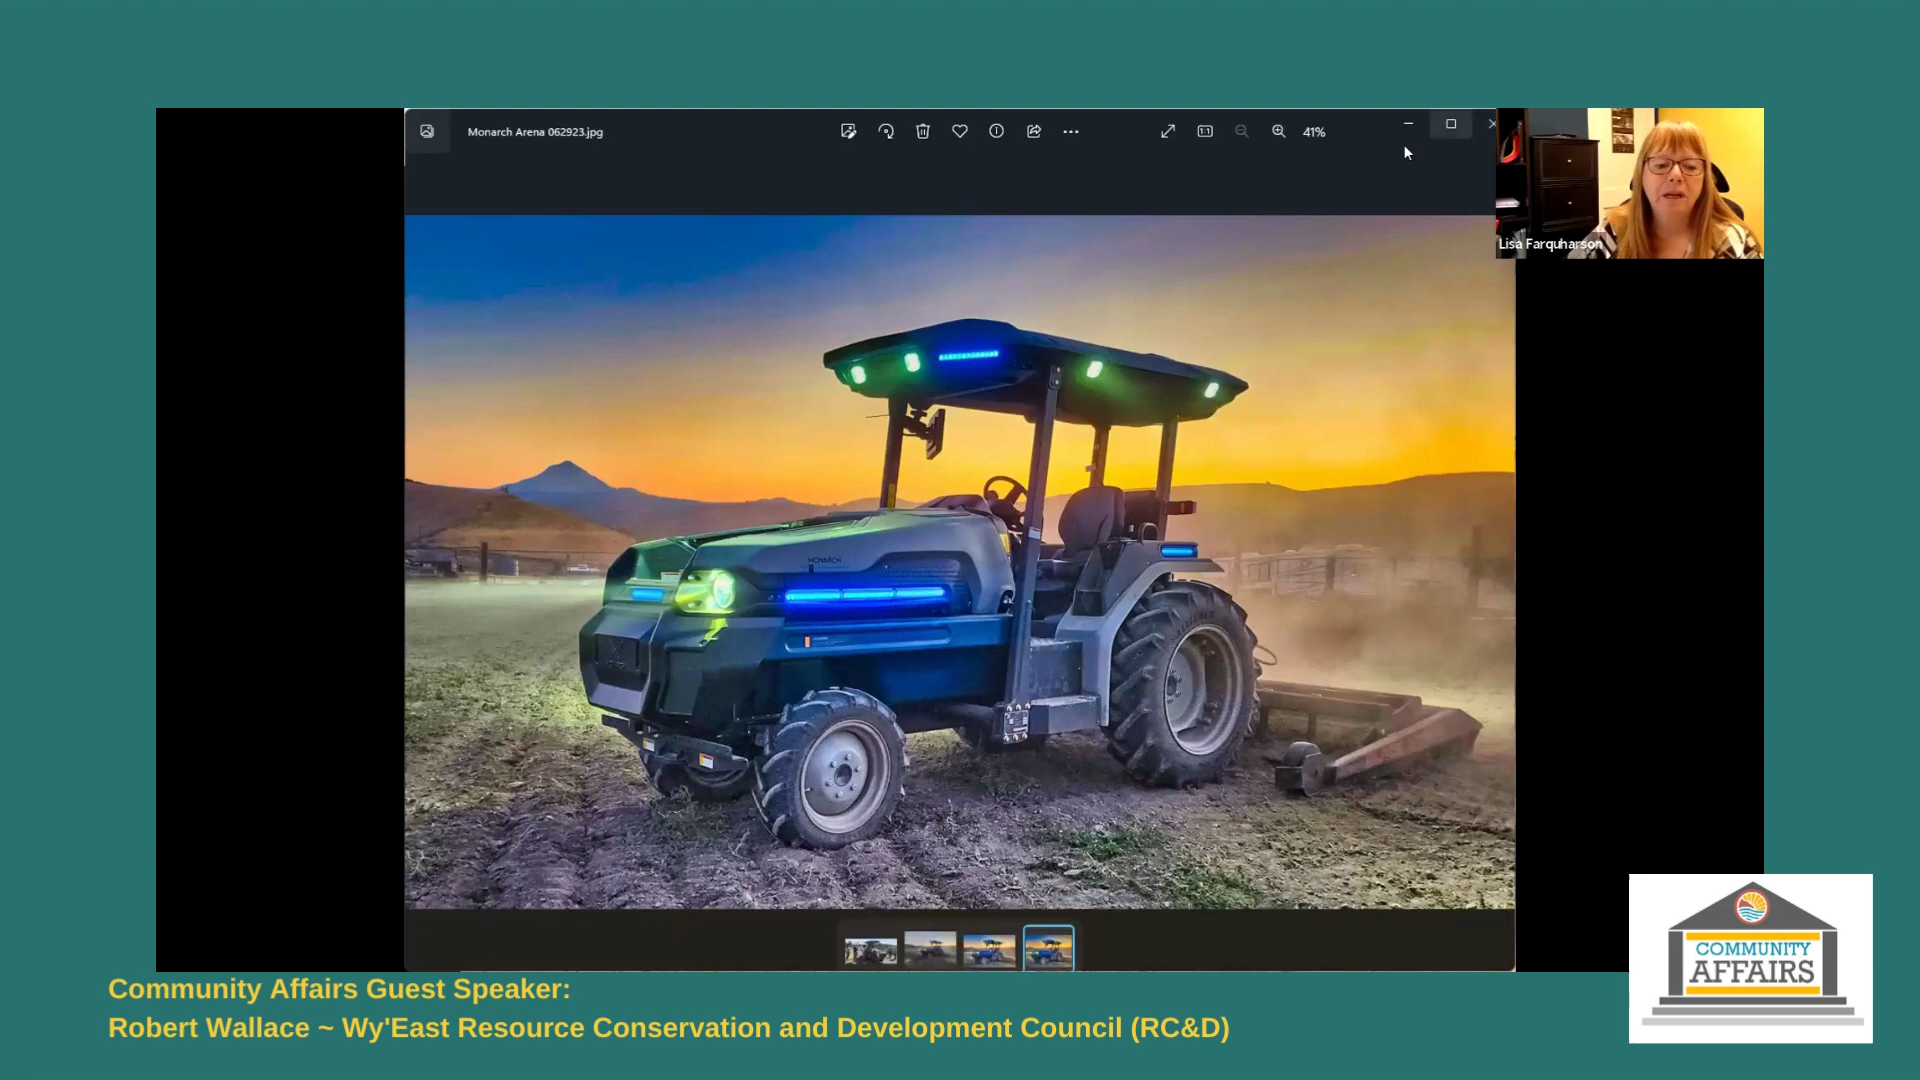 Monarch Arena 062923.jpg
41%
Lisa Farquharson
MONARCH
COMMUNITY
AFFAIRS
Community Affairs Guest Speaker:
Robert Wallace ~ Wy'East Resource Conservation and Development Council (RC&D)